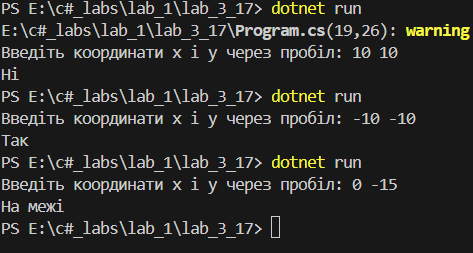 PS E:\c#_labs\lab_1\lab_3_17> dotnet run
E:\c#_labs\lab_1\lab_3_17\Program.cs(19,26): warning
Введіть координати x і y через пробіл: 10 10
Ні
PS E:\c#_labs\lab_1\lab_3_17> dotnet run
Введіть координати x і y через пробіл: -10 -10
Так
PS E:\c#_labs\lab_1\lab_3_17> dotnet run
Введіть координати x і y через пробіл: 0 -15
На межі
PS E:\c#_labs\lab_1\lab_3_17>